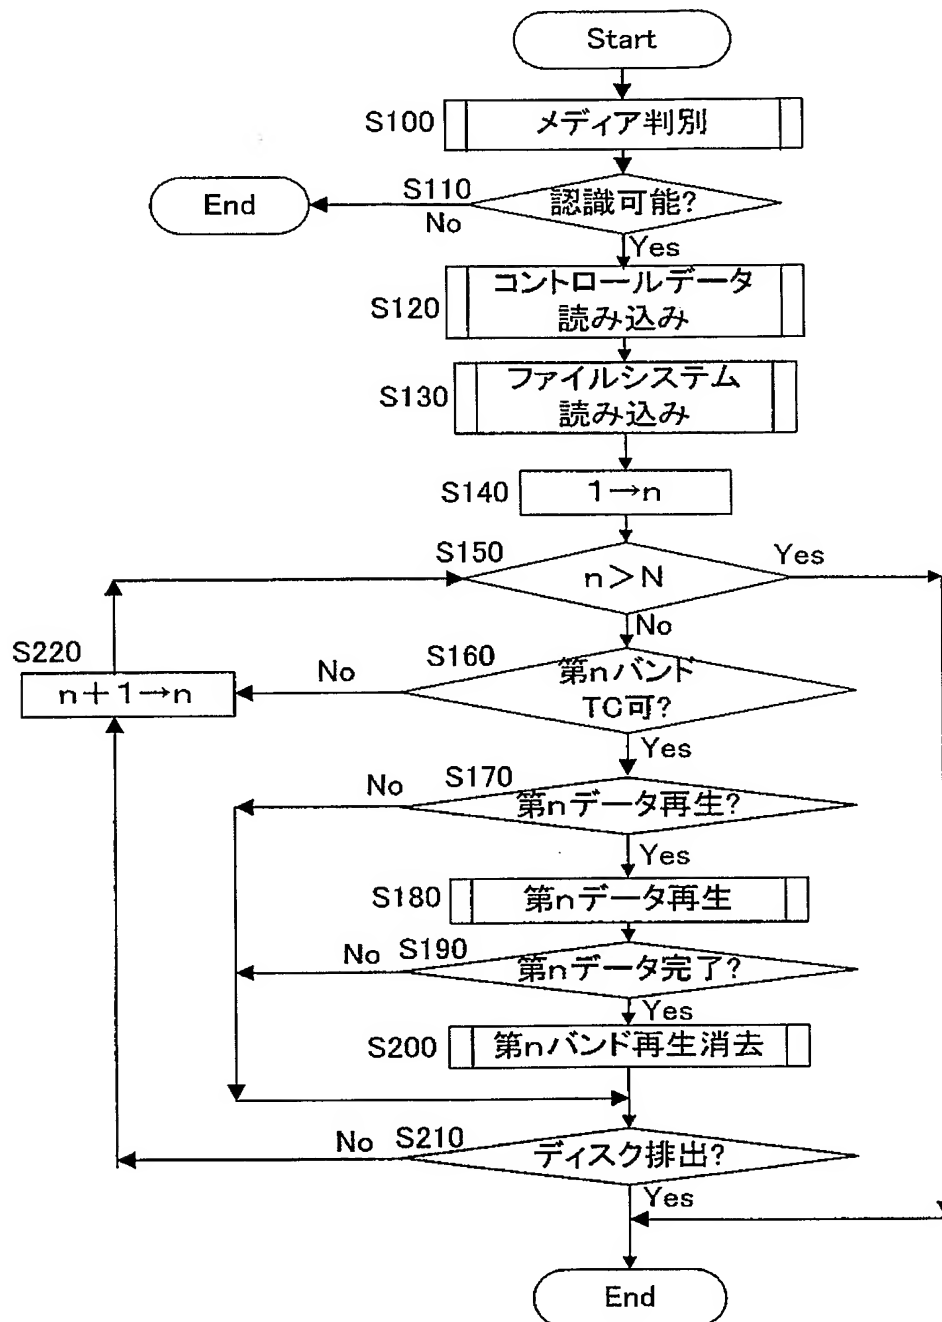 Start
S100
メディア判別
S110
認識可能?
End
No
Yes
S120
コントロールデータ
読み込み
S130
ファイルシステム
読み込み
S140
1→n
S150
n>N
Yes
No
S220
n+1→n
No
S160
第nバンド
TC可?
Yes
No
S170
第nデータ再生?
Yes
S180
第nデータ再生
No
S190
第nデータ完了?
Yes
S200
第nバンド再生消去
No
S210
ディスク排出?
Yes
End